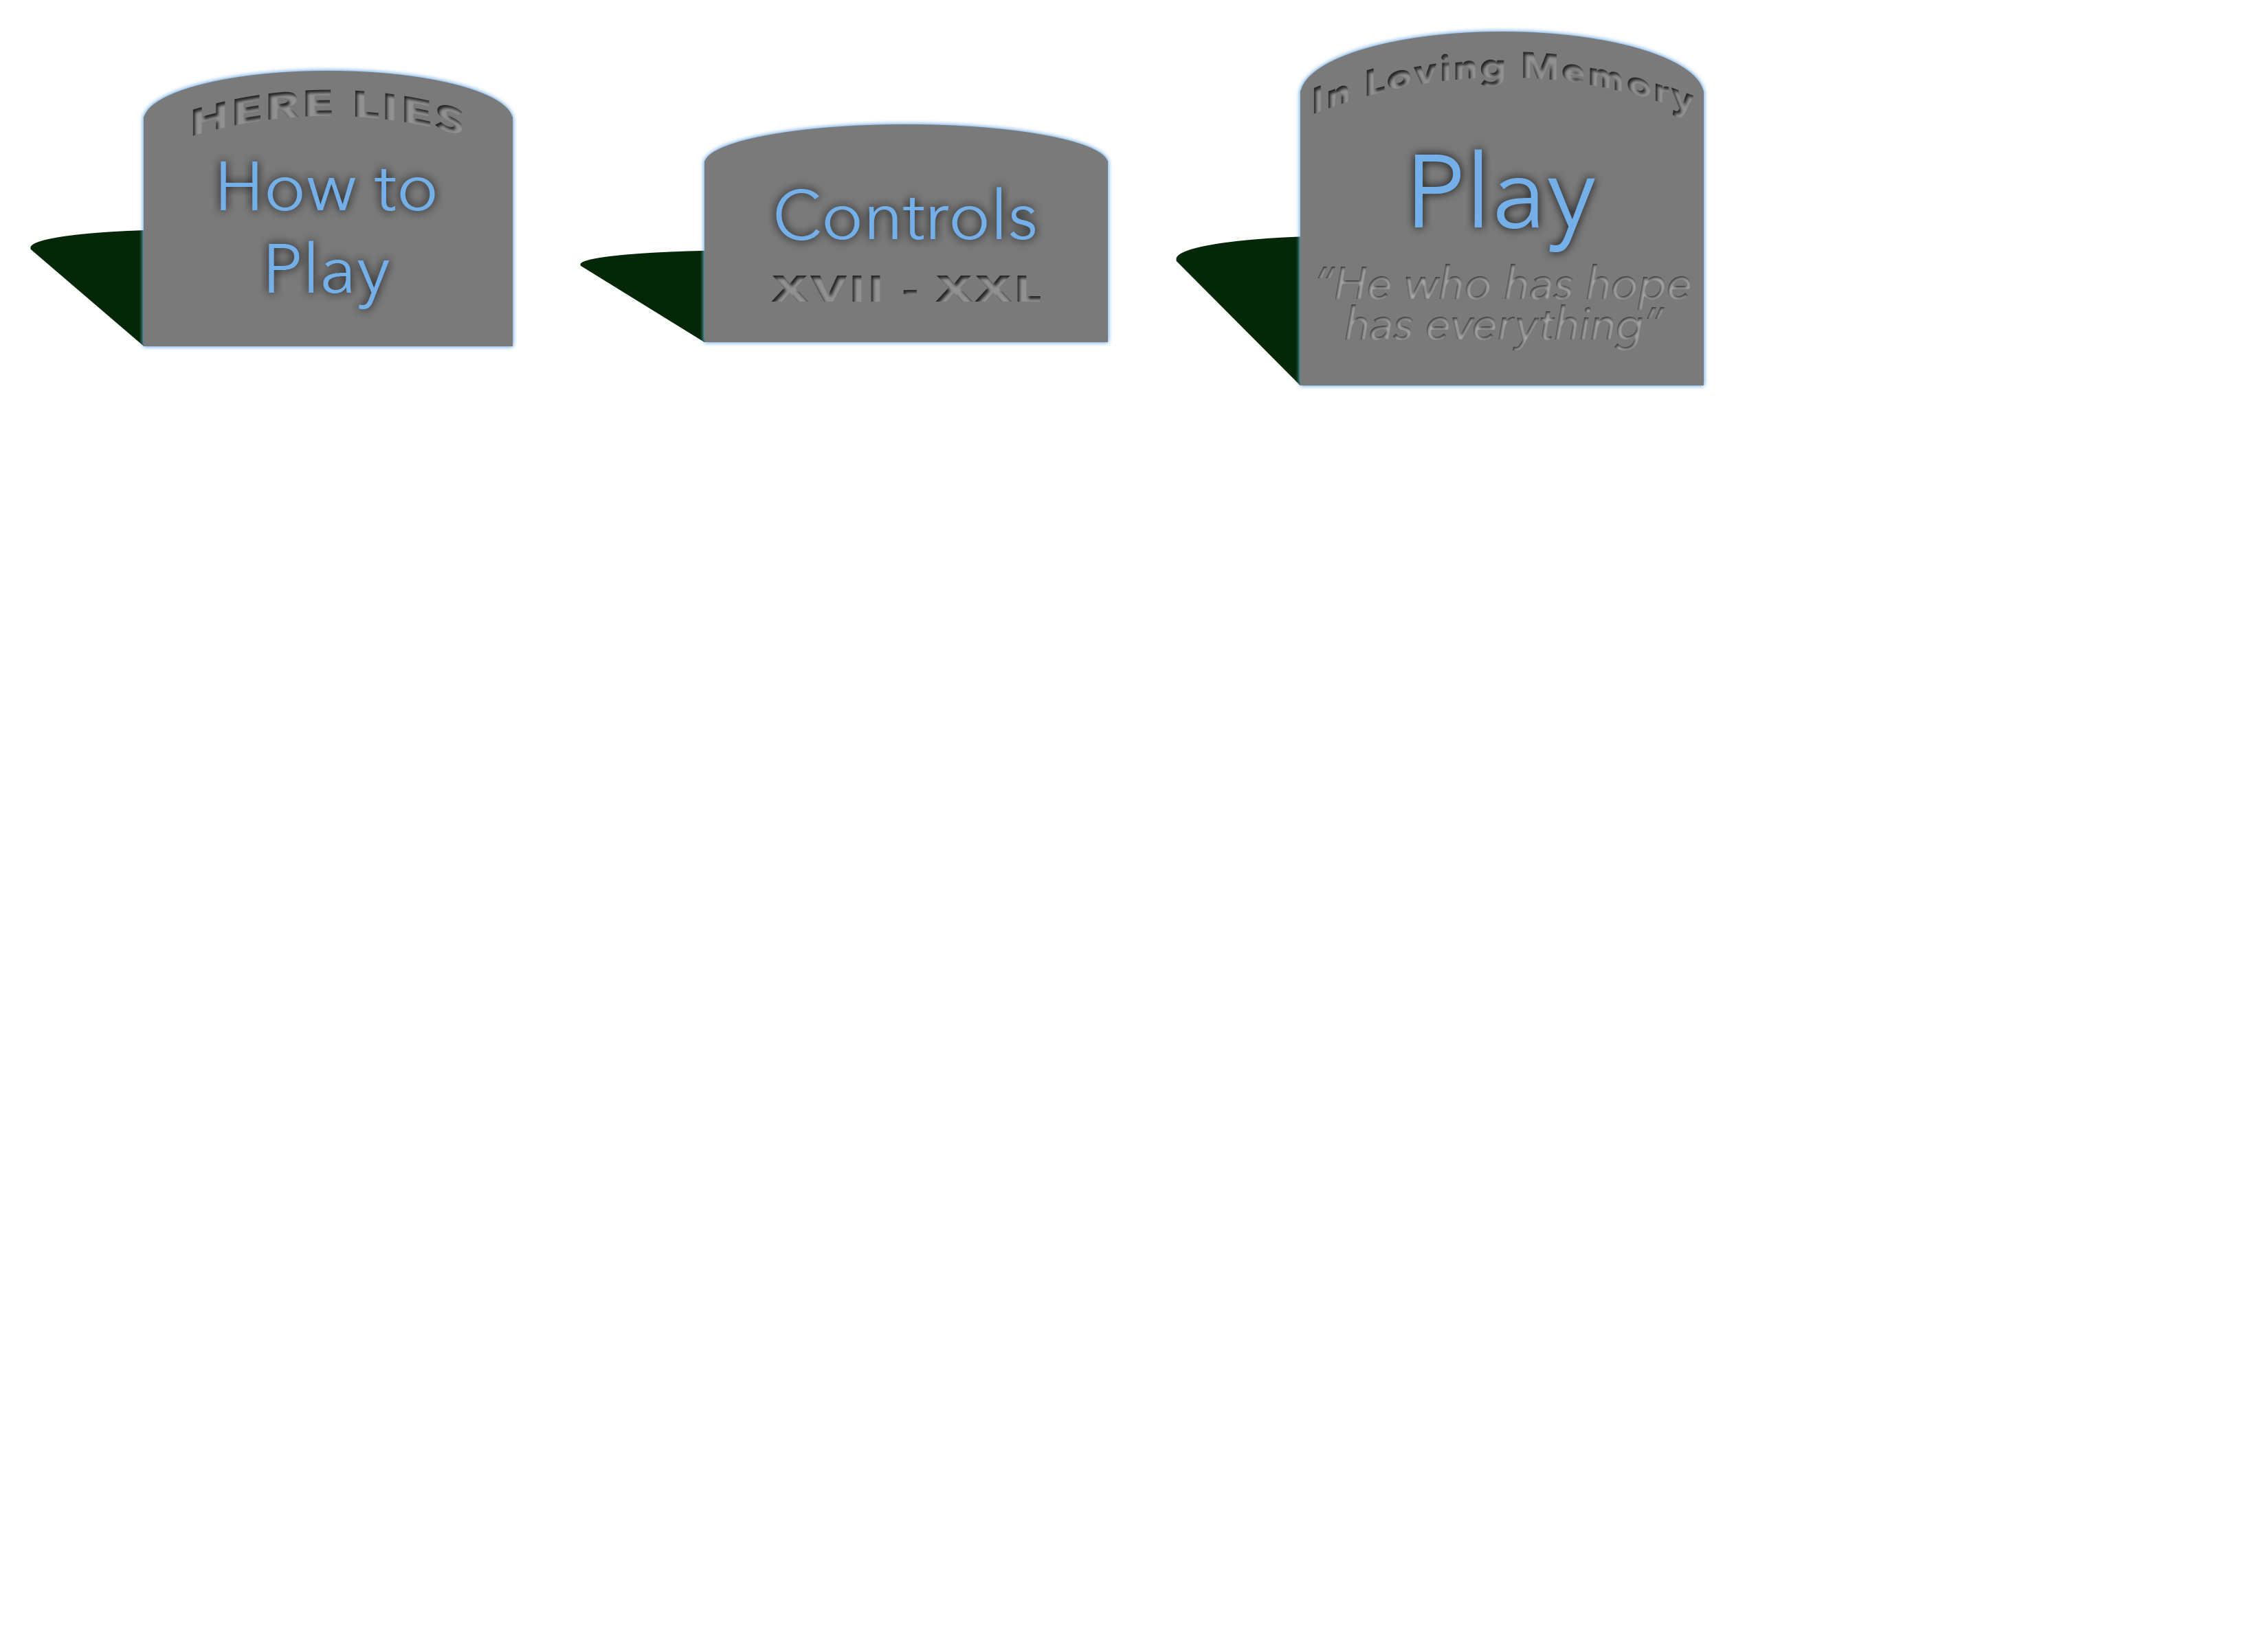 HERE LIES
How to
Play
Controls
XVII - XXL
In Loving Memory
Play
“He who has hope
has everything”